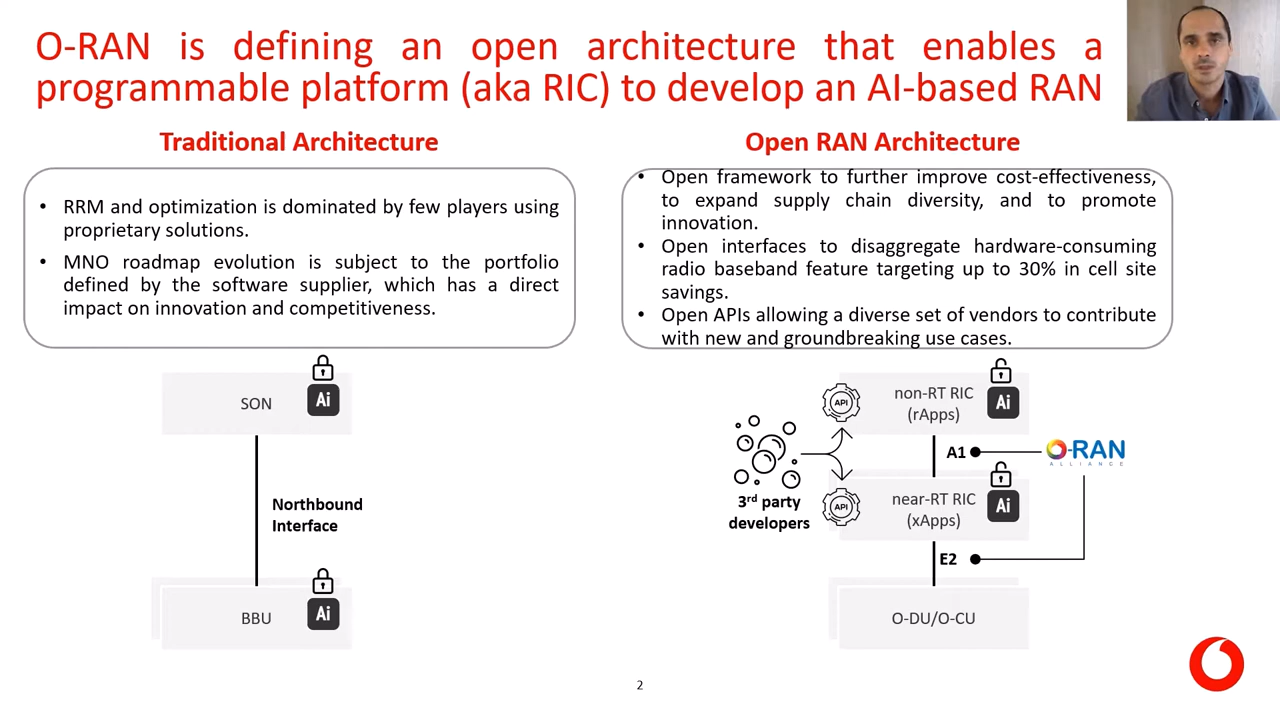 O-RAN is defining an open architecture that enables a
programmable platform (aka RIC) to develop an AI-based RAN
Traditional Architecture
• RRM and optimization is dominated by few players using
proprietary solutions.
• MNO roadmap evolution is subject to the portfolio
defined by the software supplier, which has a direct
impact on innovation and competitiveness.
SON
Ai
Northbound
Interface
BBU
Ai
Open RAN Architecture
• Open framework to further improve cost-effectiveness,
to expand supply chain diversity, and to promote
innovation.
• Open interfaces to disaggregate hardware-consuming
radio baseband feature targeting up to 30% in cell site
savings.
• Open APIs allowing a diverse set of vendors to contribute
with new and groundbreaking use cases.
API
non-RT RIC
(rApps)
Ai
A1
O-RAN
ALLIANCE
3rd party
developers
API
near-RT RIC
(xApps)
Ai
E2
O-DU/O-CU
2